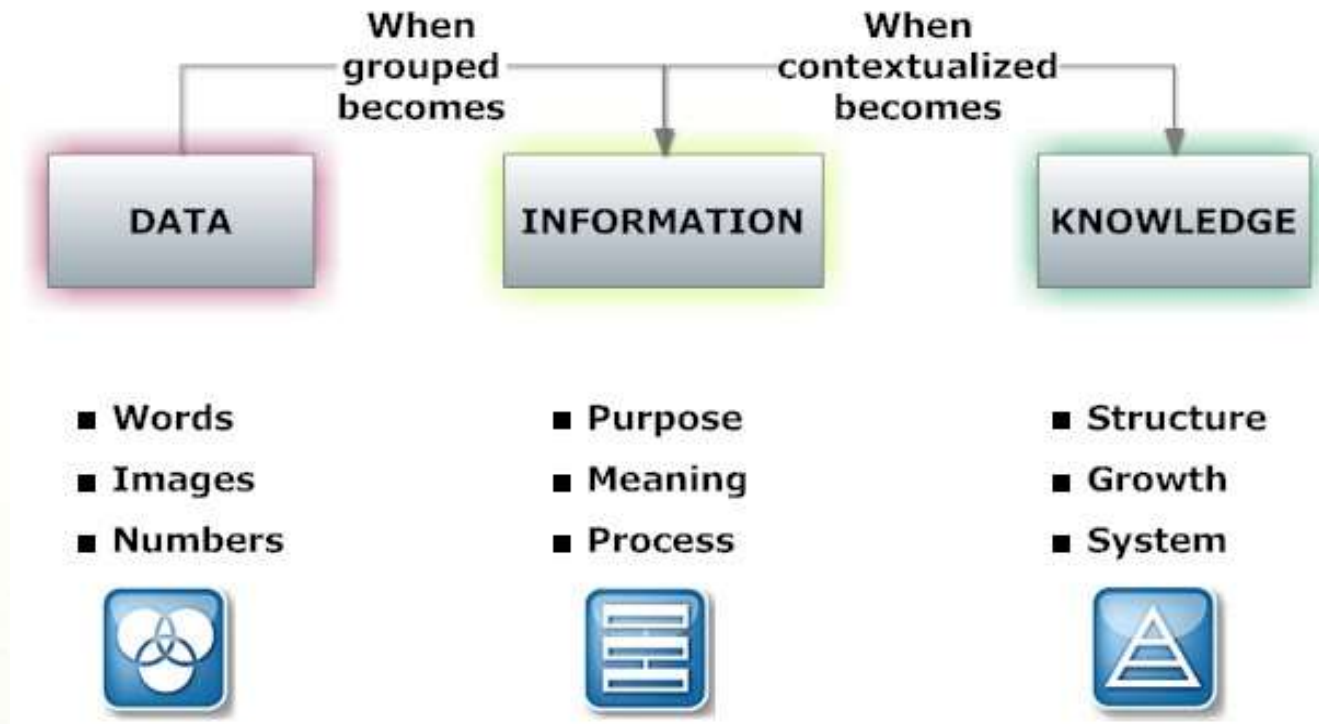 When
grouped
becomes
When
contextualized
becomes
DATA
INFORMATION
KNOWLEDGE
■ Words
■ Images
■ Numbers
■ Purpose
■ Meaning
■ Process
■ Structure
■ Growth
■ System